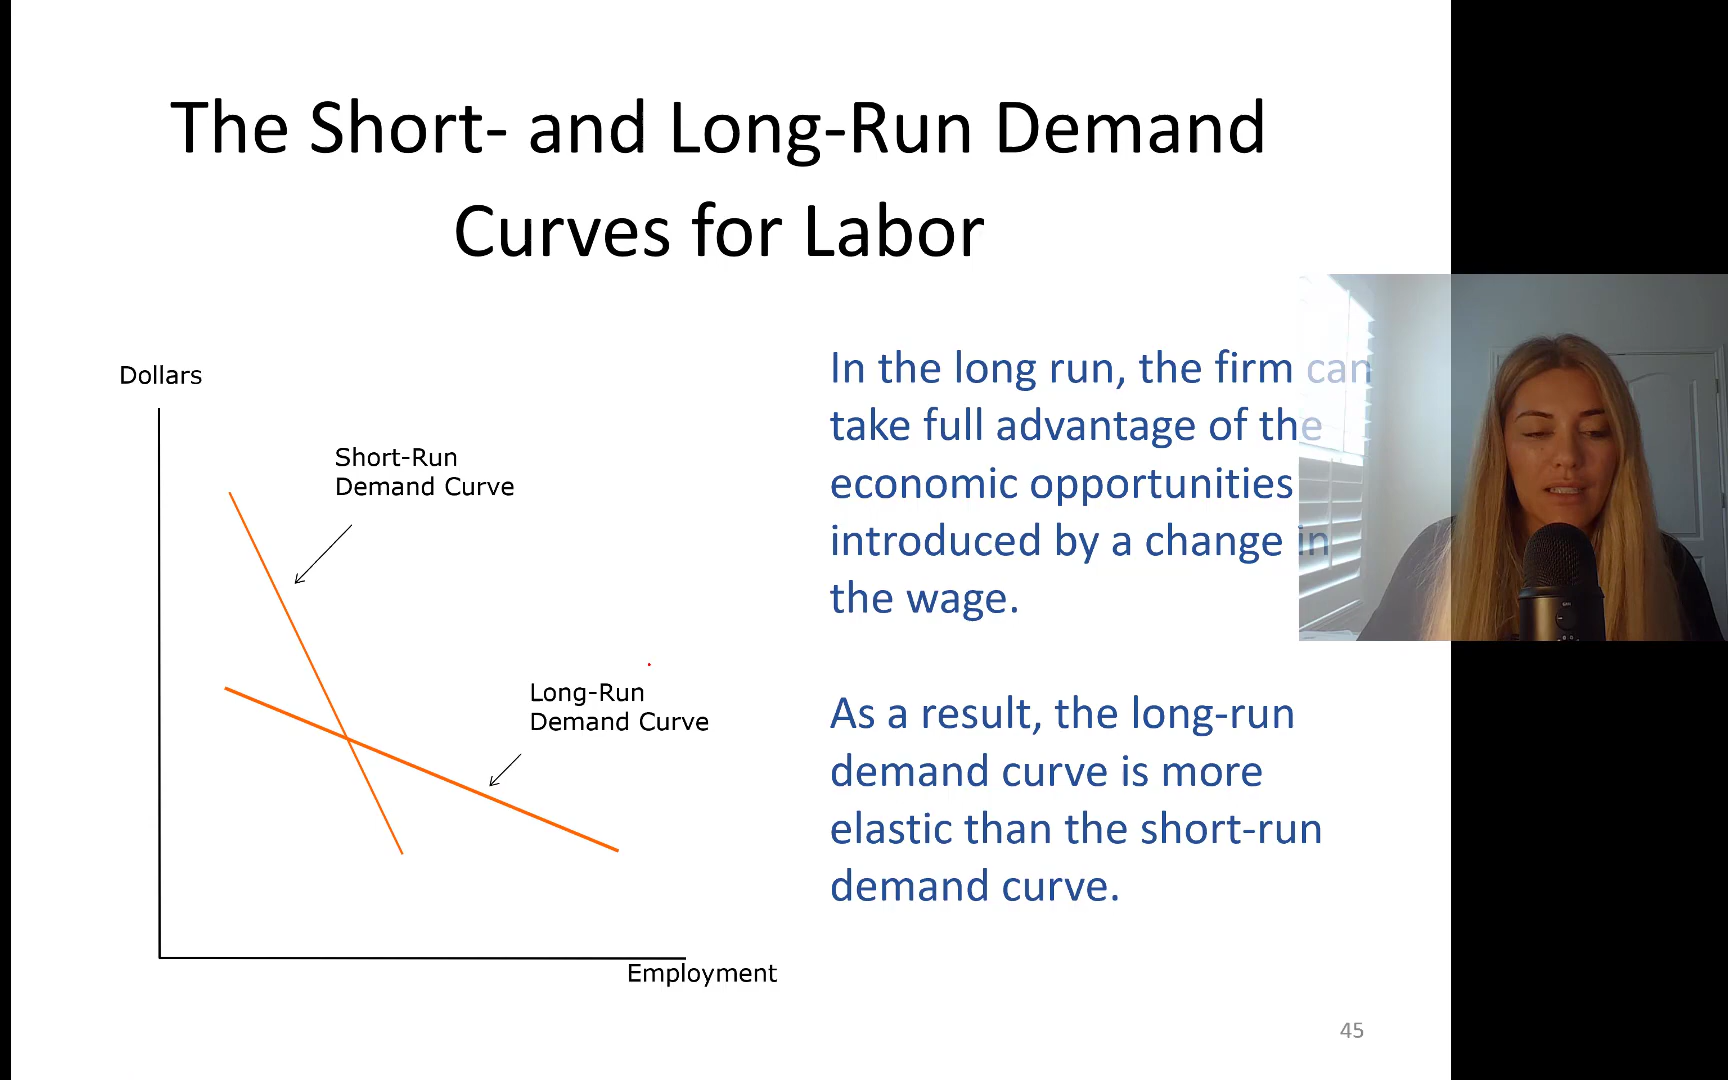 The Short- and Long-Run Demand
Curves for Labor
Dollars
Short-Run
Demand Curve
Long-Run
Demand Curve
Employment
In the long run, the firm can
take full advantage of the
economic opportunities
introduced by a change in
the wage.
As a result, the long-run
demand curve is more
elastic than the short-run
demand curve.
45